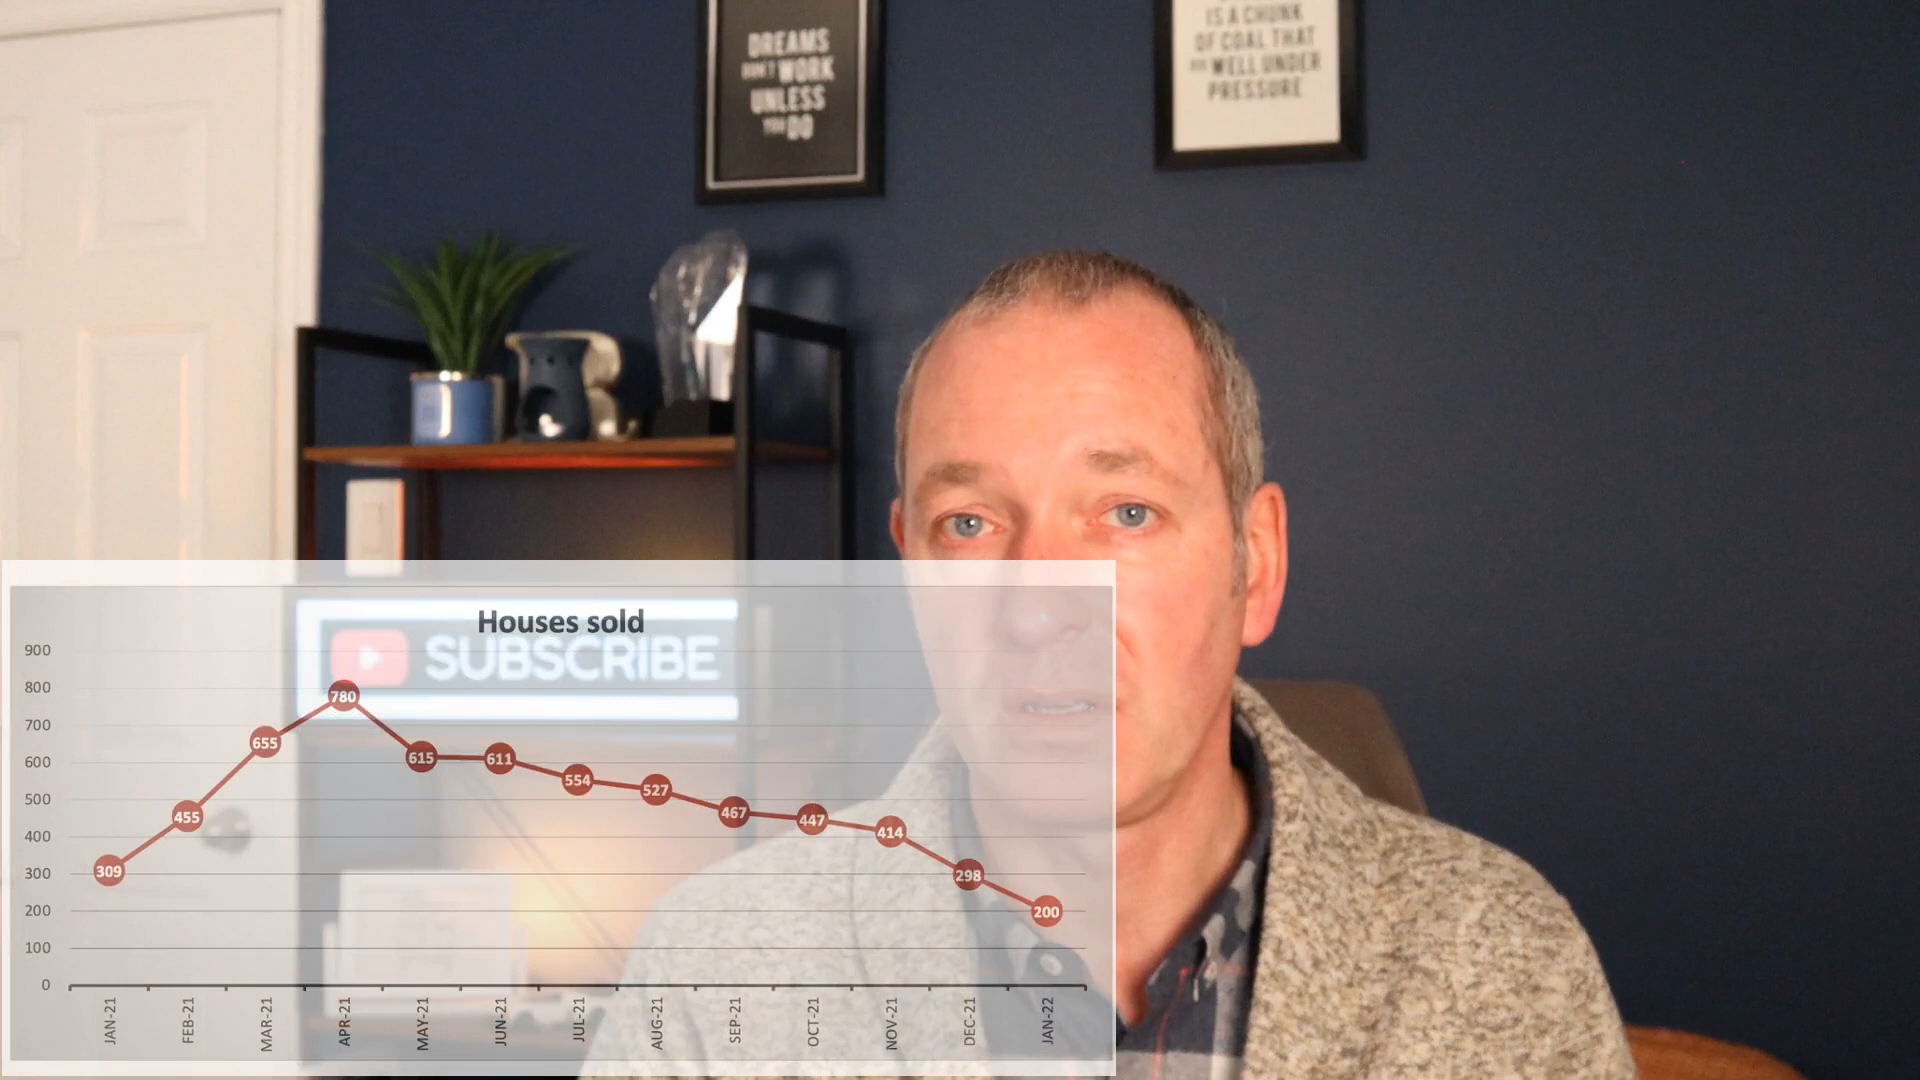 DREAMS
DON'T WORK
UNLESS
YOU DO
IS A CHUNK
OF COAL THAT
DID WELL UNDER
PRESSURE
Houses sold
SUBSCRIBE
900
800
700
600
500
400
300
200
100
0
309
455
655
780
615
611
554
527
467
447
414
298
200
JAN-21
FEB-21
MAR-21
APR-21
MAY-21
JUN-21
JUL-21
AUG-21
SEP-21
OCT-21
NOV-21
DEC-21
JAN-22